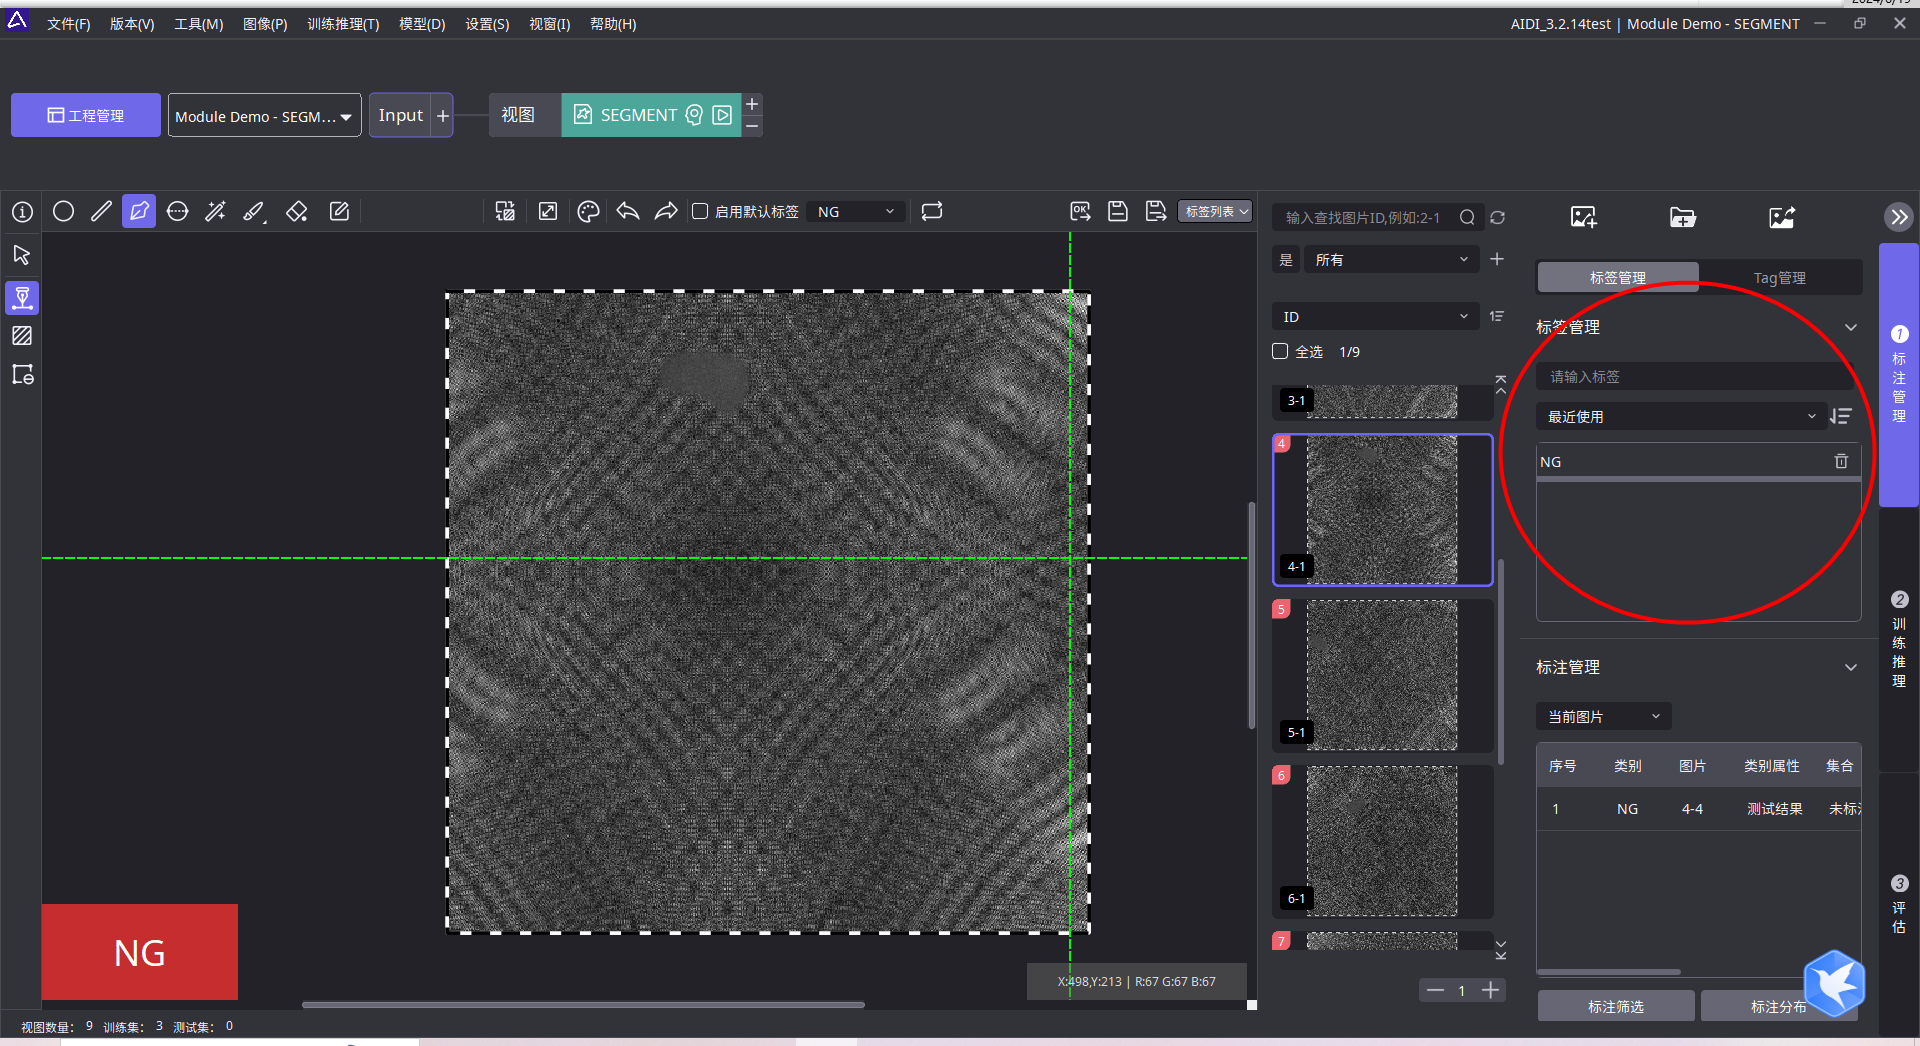 文件(F) 版本(V) 工具(M) 图像(P) 训练推理(T) 模型(D) 设置(S) 视窗(I) 帮助(H) AIDI_3.2.14test | Module Demo - SEGMENT
工程管理 Module Demo - SEGM... Input + 视图 SEGMENT
启用默认标签 NG OK 标签列表
输入查找图片ID,例如:2-1
是 所有
ID
全选 1/9
3-1
4
4-1
5
5-1
6
6-1
7
1
标签管理 Tag管理
标签管理
请输入标签
最近使用
NG
标注管理
当前图片
序号 类别 图片 类别属性 集合
1 NG 4-4 测试结果 未标
标注筛选 标注分布
1 标注管理
2 训练推理
3 评估
NG
X:498,Y:213 | R:67 G:67 B:67
视图数量: 9 训练集: 3 测试集: 0